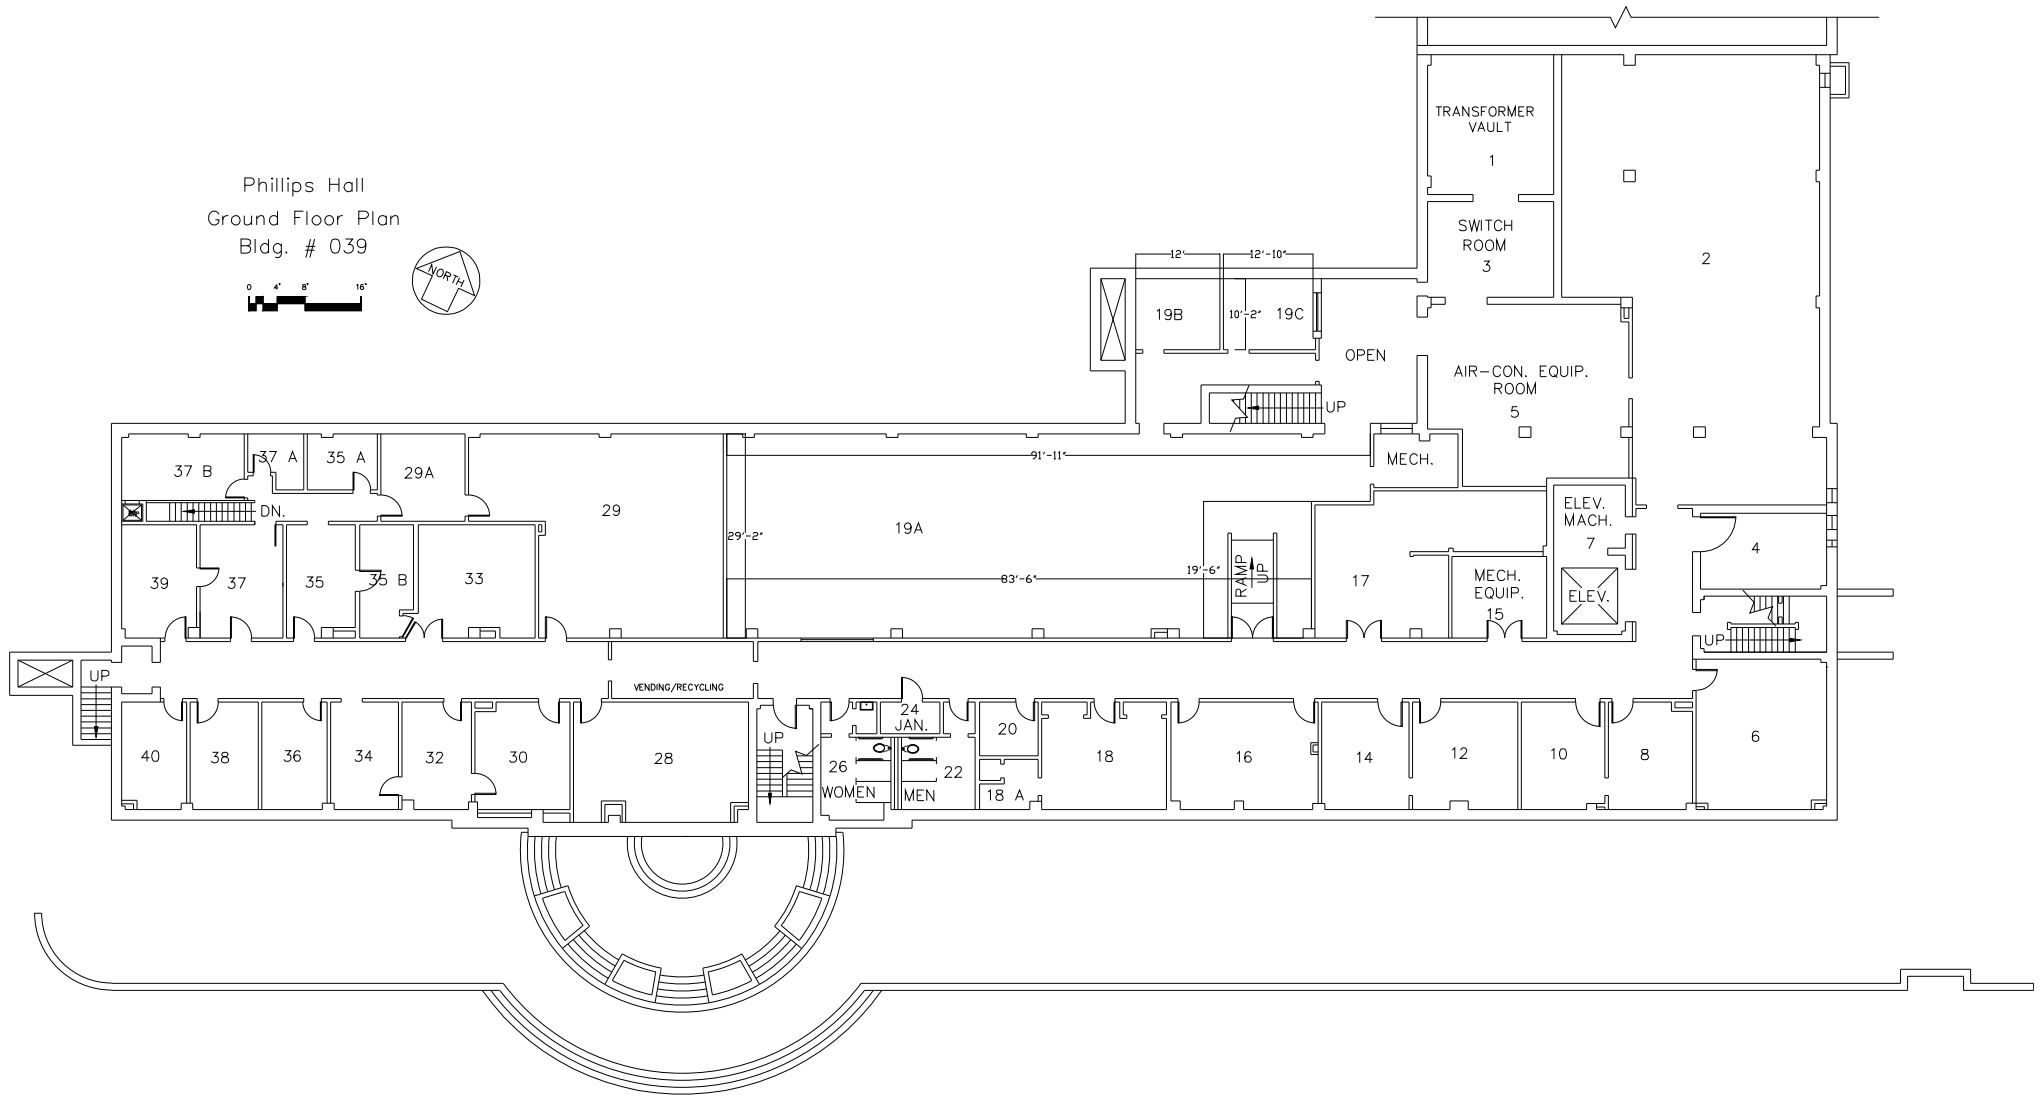 TRANSFORMER
VAULT
1
Phillips Hall
Ground Floor Plan
Bldg. # 039
0 4' 8' 16'
NORTH
SWITCH
ROOM
3
2
12'
12'-10"
19B
10'-2"
19C
OPEN
AIR-CON. EQUIP.
ROOM
5
UP
37 B
37 A
35 A
29A
91'-11"
MECH.
DN.
29
19A
29'-2"
ELEV.
MACH.
7
4
39
37
35
35 B
33
83'-6"
19'-6"
RAMP
UP
17
MECH.
EQUIP.
15
ELEV.
UP
UP
VENDING/RECYCLING
24
JAN.
40
38
36
34
32
30
28
UP
26
WOMEN
22
MEN
20
18 A
18
16
14
12
10
8
6